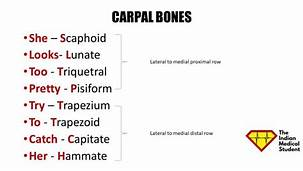 CARPAL BONES
•She – Scaphoid
•Looks- Lunate
•Too - Triquetral
•Pretty - Pisiform
•Try – Trapezium
•To - Trapezoid
•Catch - Capitate
•Her - Hammate
Lateral to medial proximal row
Lateral to medial distal row
The
Indian
Medical
Student